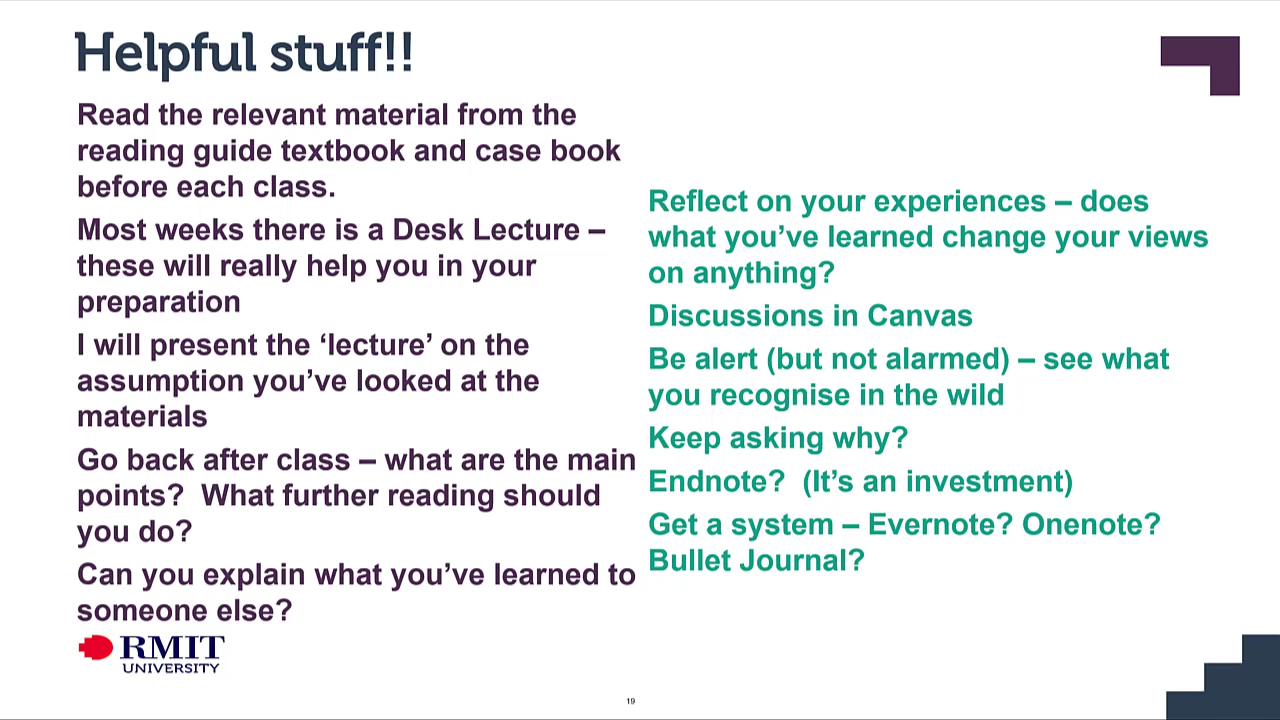 Helpful stuff!!
Read the relevant material from the
reading guide textbook and case book
before each class.
Most weeks there is a Desk Lecture –
these will really help you in your
preparation
I will present the ‘lecture’ on the
assumption you’ve looked at the
materials
Go back after class – what are the main
points?  What further reading should
you do?
Can you explain what you’ve learned to
someone else?
Reflect on your experiences – does
what you’ve learned change your views
on anything?
Discussions in Canvas
Be alert (but not alarmed) – see what
you recognise in the wild
Keep asking why?
Endnote?  (It’s an investment)
Get a system – Evernote? Onenote?
Bullet Journal?
RMIT
UNIVERSITY
19